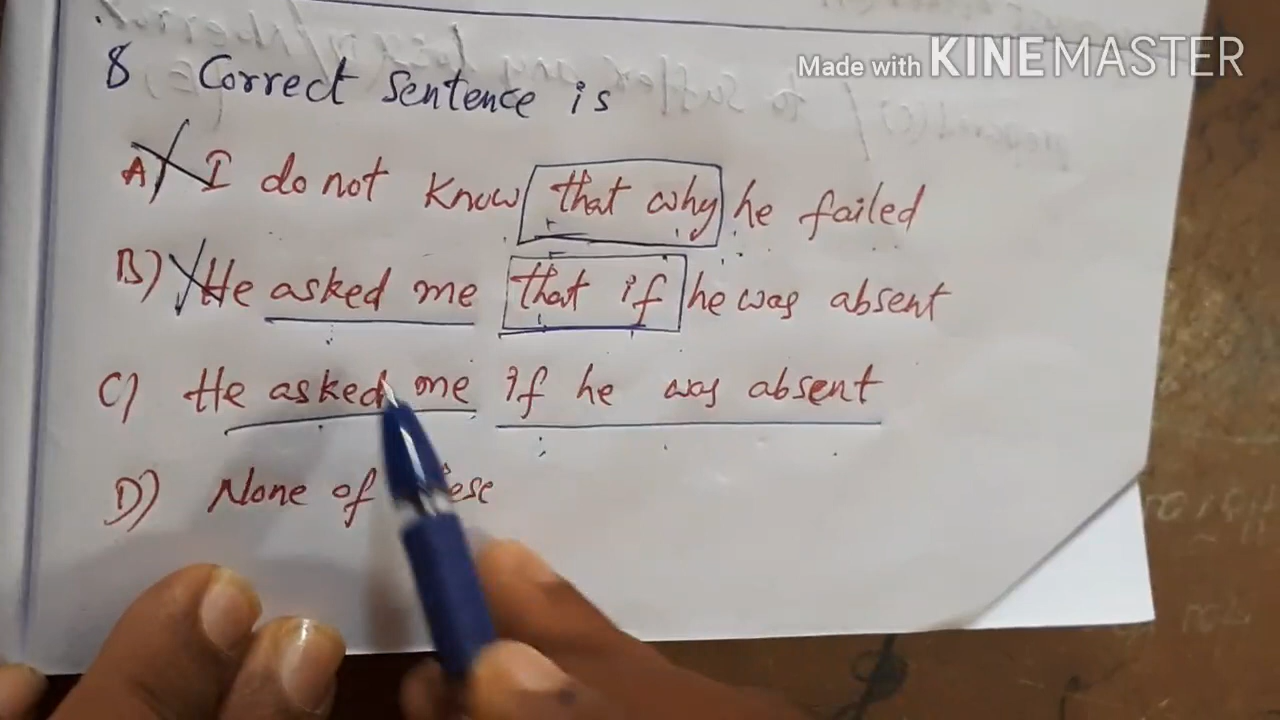 Made with KINEMASTER
8 Correct Sentence is
A) I do not know that why he failed
B) He asked me that if he was absent
C) He asked me if he was absent
D) None of